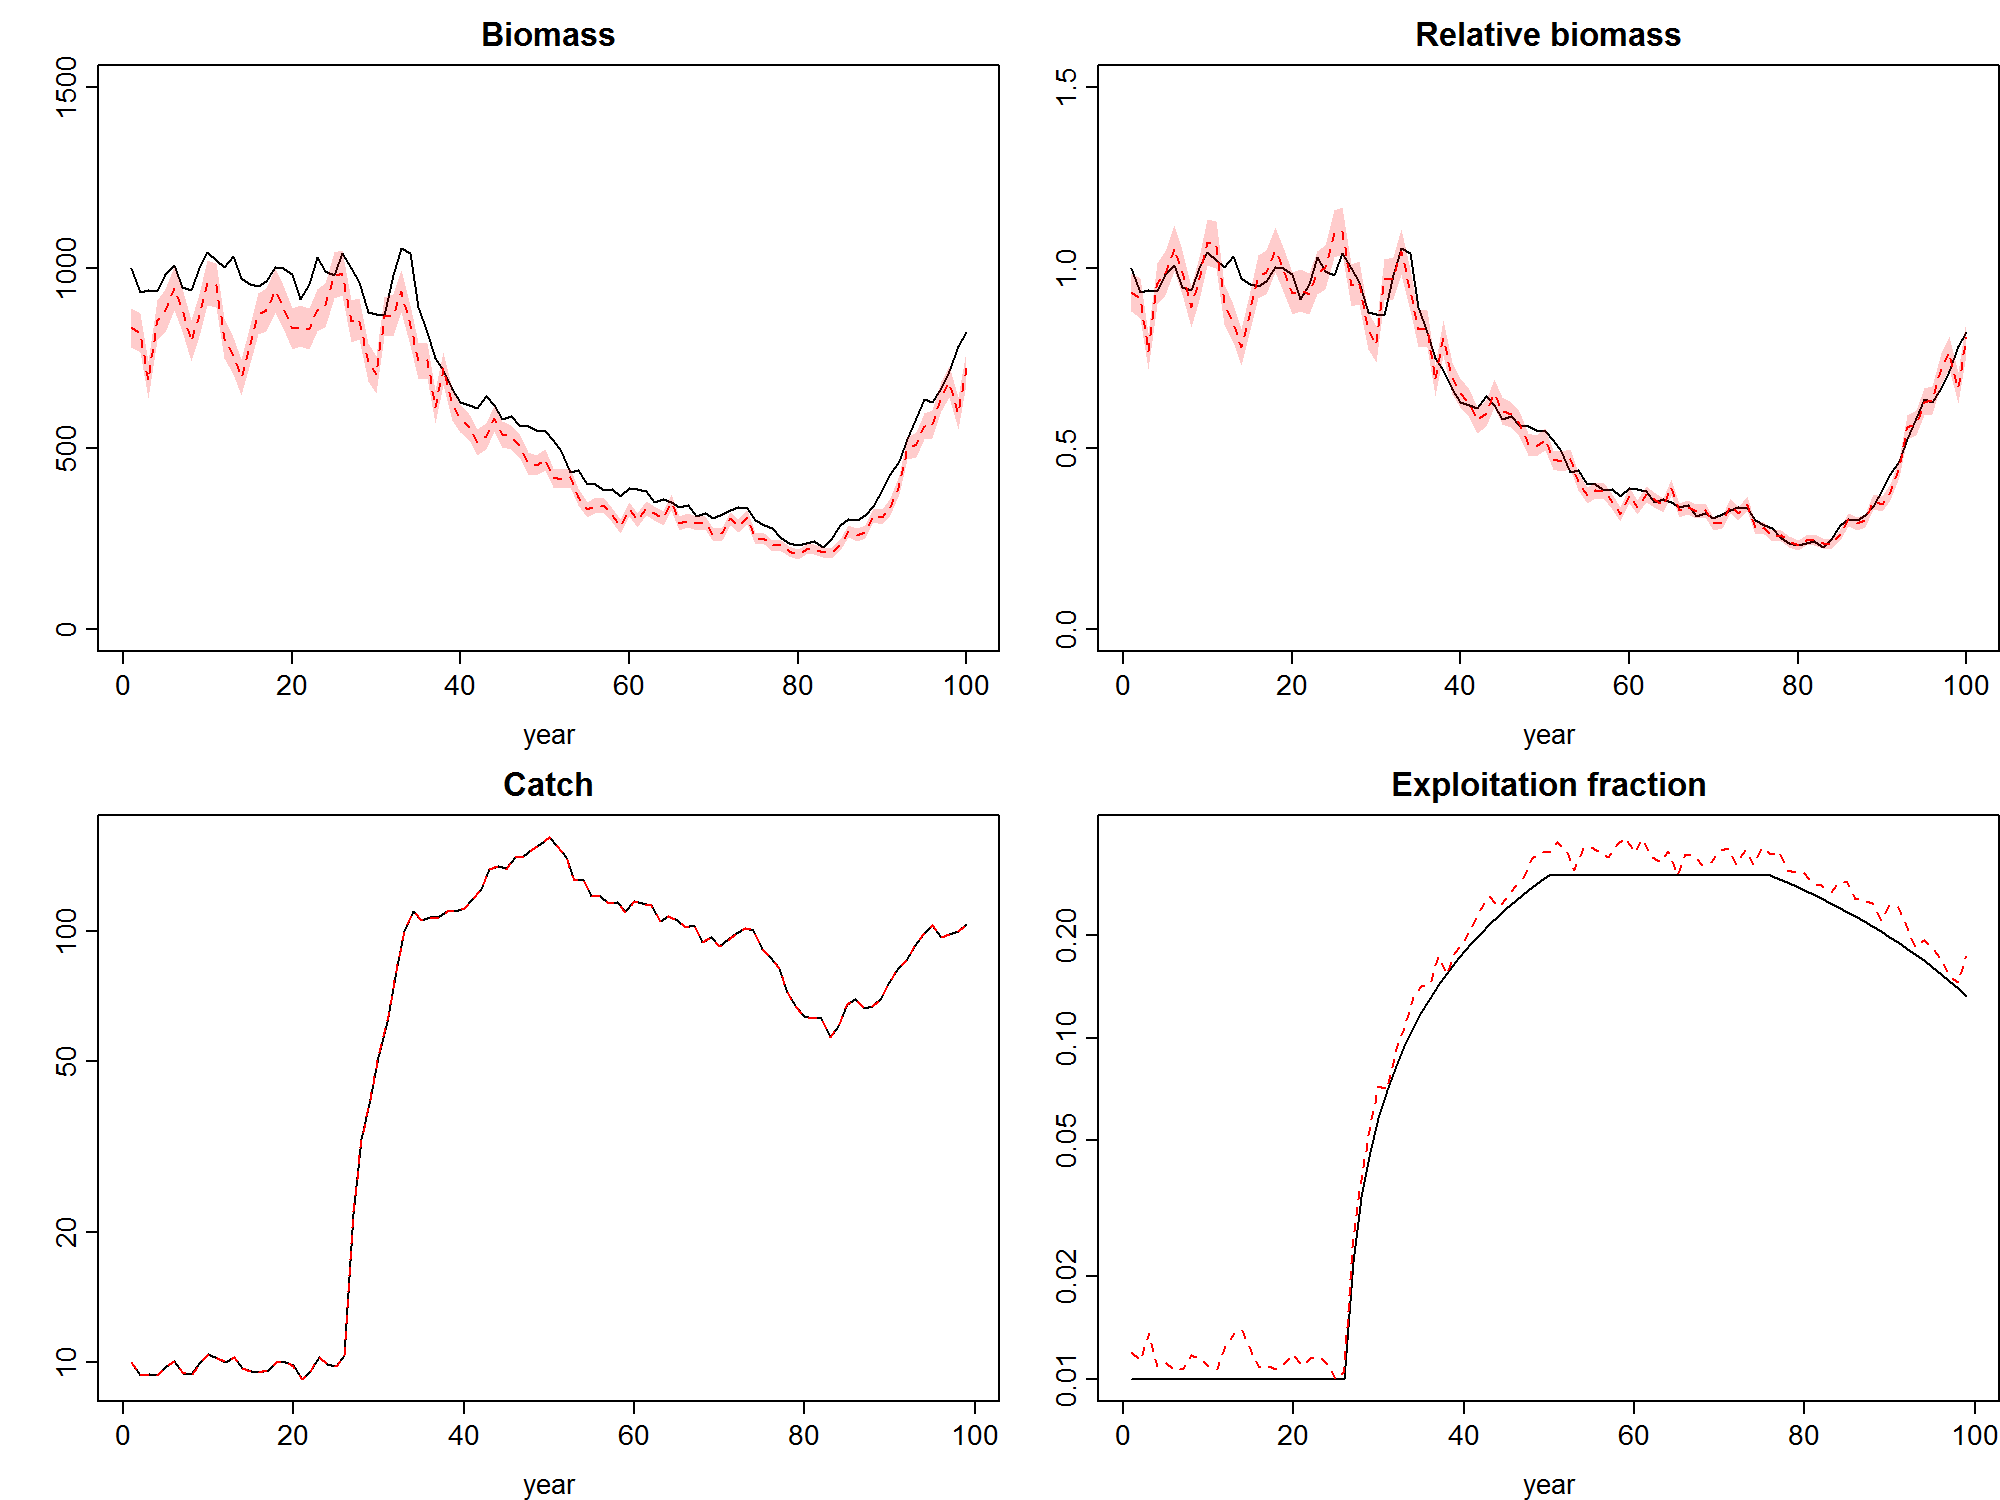 Biomass
1500
1000
500
0
0 20 40 60 80 100
year
Relative biomass
1.5
1.0
0.5
0.0
0 20 40 60 80 100
year
Catch
100
50
20
10
0 20 40 60 80 100
year
Exploitation fraction
0.20
0.10
0.05
0.02
0.01
0 20 40 60 80 100
year